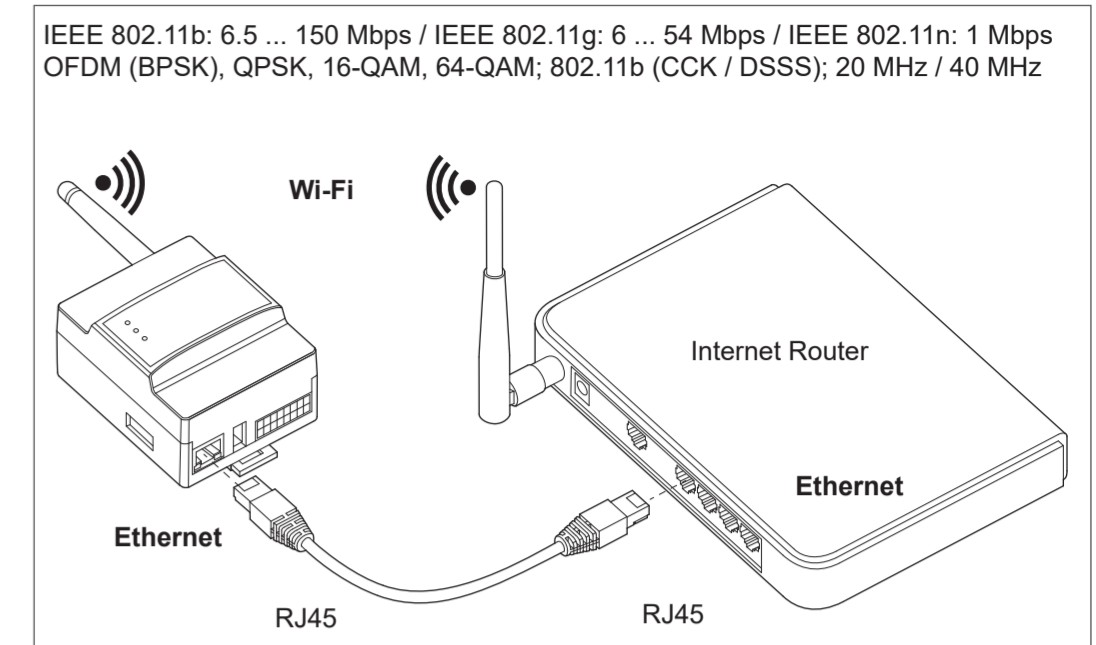 IEEE 802.11b: 6.5 ... 150 Mbps / IEEE 802.11g: 6 ... 54 Mbps / IEEE 802.11n: 1 Mbps
OFDM (BPSK), QPSK, 16-QAM, 64-QAM; 802.11b (CCK / DSSS); 20 MHz / 40 MHz
Wi-Fi
Internet Router
Ethernet
Ethernet
RJ45
RJ45